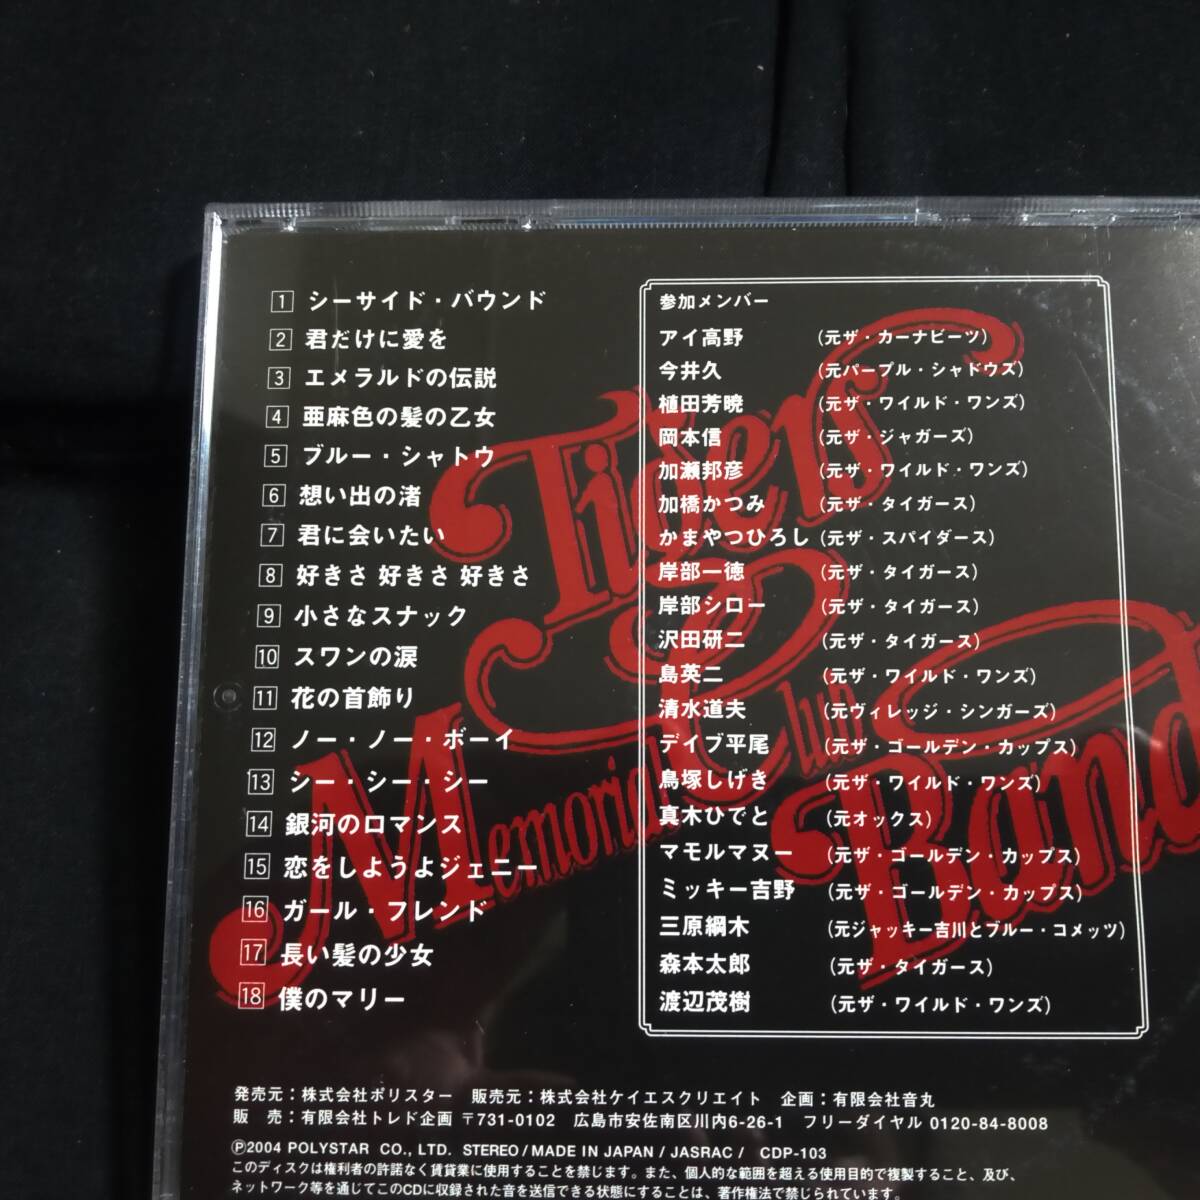 1 シーサイド・バウンド
2 君だけに愛を
3 エメラルドの伝説
4 亜麻色の髪の乙女
5 ブルー・シャトウ
6 想い出の渚
7 君に会いたい
8 好きさ 好きさ 好きさ
9 小さなスナック
10 スワンの涙
11 花の首飾り
12 ノー・ノー・ボーイ
13 シー・シー・シー
14 銀河のロマンス
15 恋をしようよジェニー
16 ガール・フレンド
17 長い髪の少女
18 僕のマリー
Tigers
Memorial Club
Band
参加メンバー
アイ高野 (元ザ・カーナビーツ)
今井久 (元パープル・シャドウズ)
植田芳暁 (元ザ・ワイルド・ワンズ)
岡本信 (元ザ・ジャガーズ)
加瀬邦彦 (元ザ・ワイルド・ワンズ)
加橋かつみ (元ザ・タイガース)
かまやつひろし (元ザ・スパイダース)
岸部一徳 (元ザ・タイガース)
岸部シロー (元ザ・タイガース)
沢田研二 (元ザ・タイガース)
島英二 (元ザ・ワイルド・ワンズ)
清水道夫 (元ヴィレッジ・シンガーズ)
デイブ平尾 (元ザ・ゴールデン・カップス)
鳥塚しげき (元ザ・ワイルド・ワンズ)
真木ひでと (元オックス)
マモルマヌー (元ザ・ゴールデン・カップス)
ミッキー吉野 (元ザ・ゴールデン・カップス)
三原綱木 (元ジャッキー吉川とブルー・コメッツ)
森本太郎 (元ザ・タイガース)
渡辺茂樹 (元ザ・ワイルド・ワンズ)
発売元：株式会社ポリスター 販売元：株式会社ケイエスクリエイト 企画：有限会社音丸
販 売：有限会社トレド企画 〒731-0102 広島市安佐南区川内6-26-1 フリーダイヤル 0120-84-8008
Ⓟ2004 POLYSTAR CO., LTD. STEREO/MADE IN JAPAN/JASRAC/ CDP-103
このディスクは権利者の許諾なく賃貸業に使用することを禁じます。また、個人的な範囲を超える使用目的で複製すること、及び、
ネットワーク等を通じてこのCDに収録された音を送信できる状態にすることは、著作権法で禁じられています。